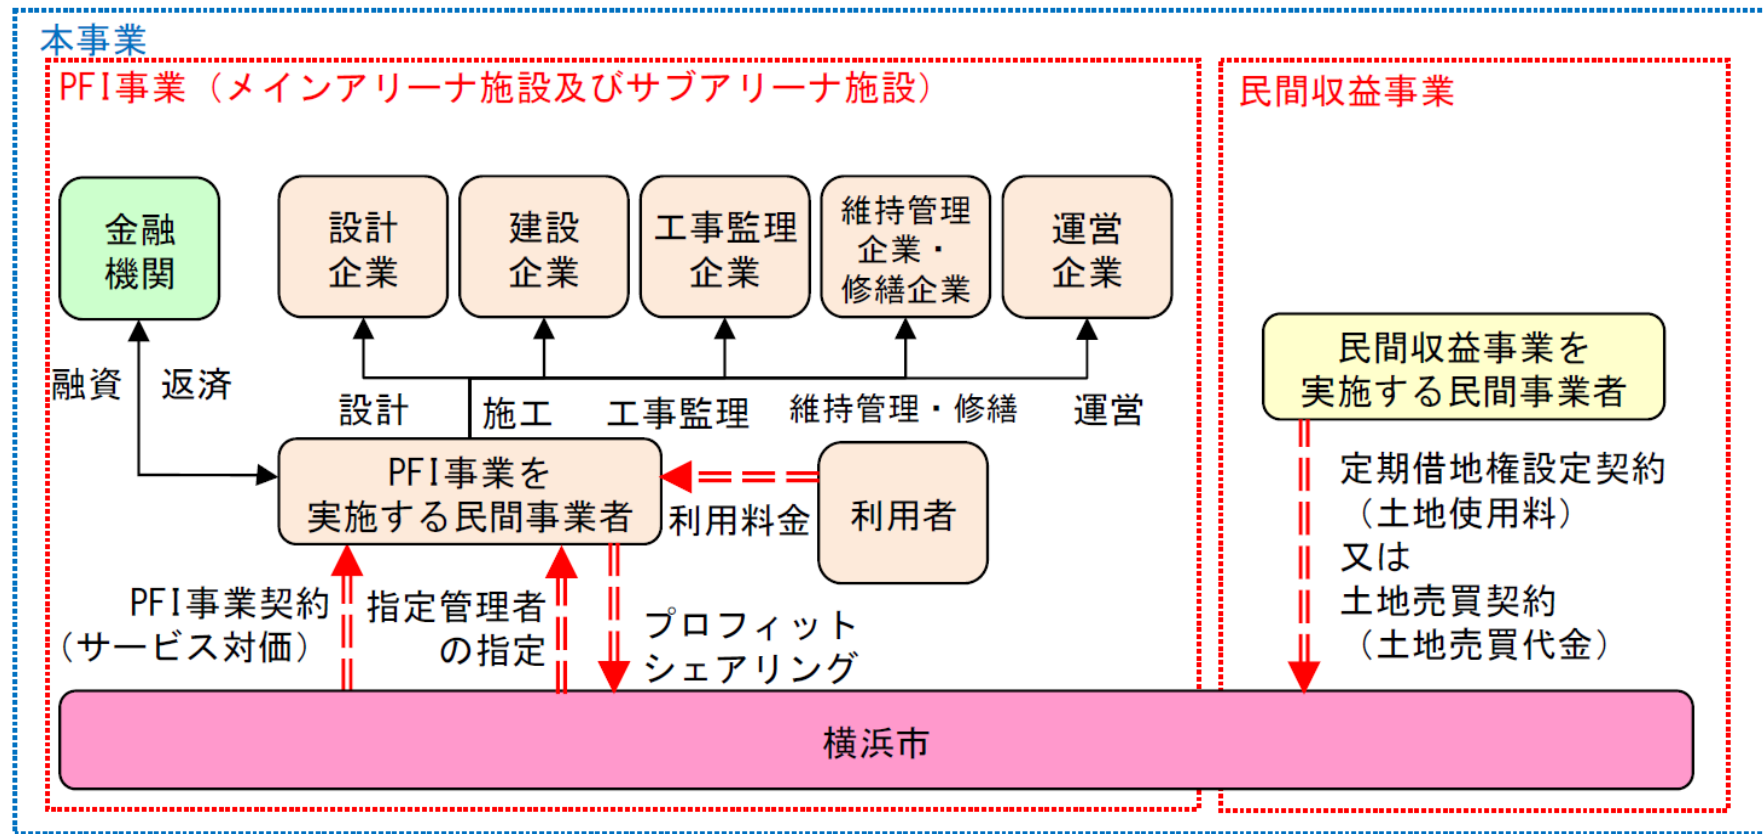 本事業
PFI事業（メインアリーナ施設及びサブアリーナ施設）
民間収益事業
金融
機関
設計
企業
建設
企業
工事監理
企業
維持管理
企業・
修繕企業
運営
企業
融資
返済
設計
施工
工事監理
維持管理・修繕
運営
PFI事業を
実施する民間事業者
利用料金
利用者
PFI事業契約
（サービス対価）
指定管理者
の指定
プロフィット
シェアリング
民間収益事業を
実施する民間事業者
定期借地権設定契約
（土地使用料）
又は
土地売買契約
（土地売買代金）
横浜市